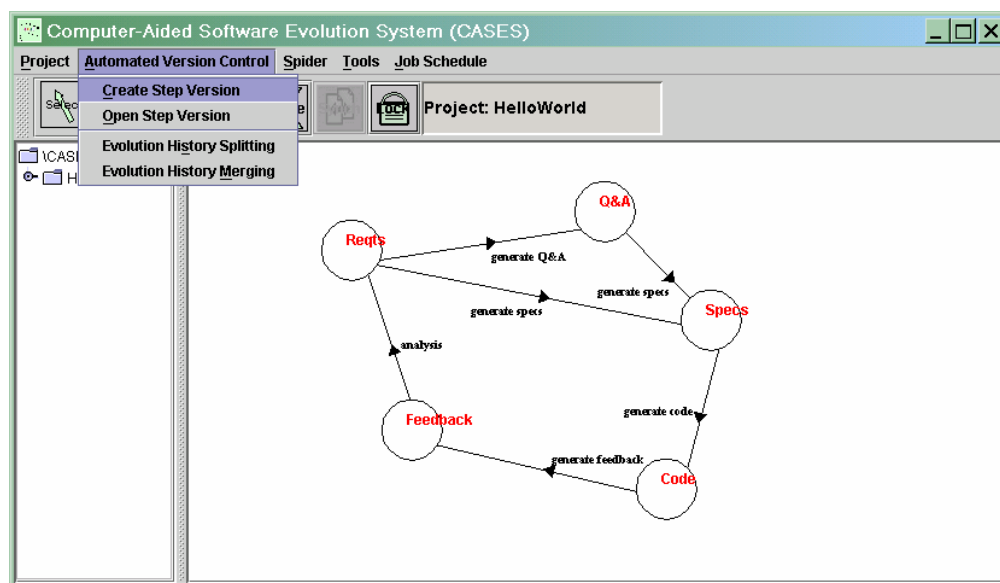 Computer-Aided Software Evolution System (CASES)
Project Automated Version Control Spider Tools Job Schedule
Create Step Version
Open Step Version
Evolution History Splitting
Evolution History Merging
LOCK
Project: HelloWorld
\CAS
H
Q&A
Reqts
generate Q&A
generate specs
generate specs
Specs
analysis
generate code
Feedback
generate feedback
Code